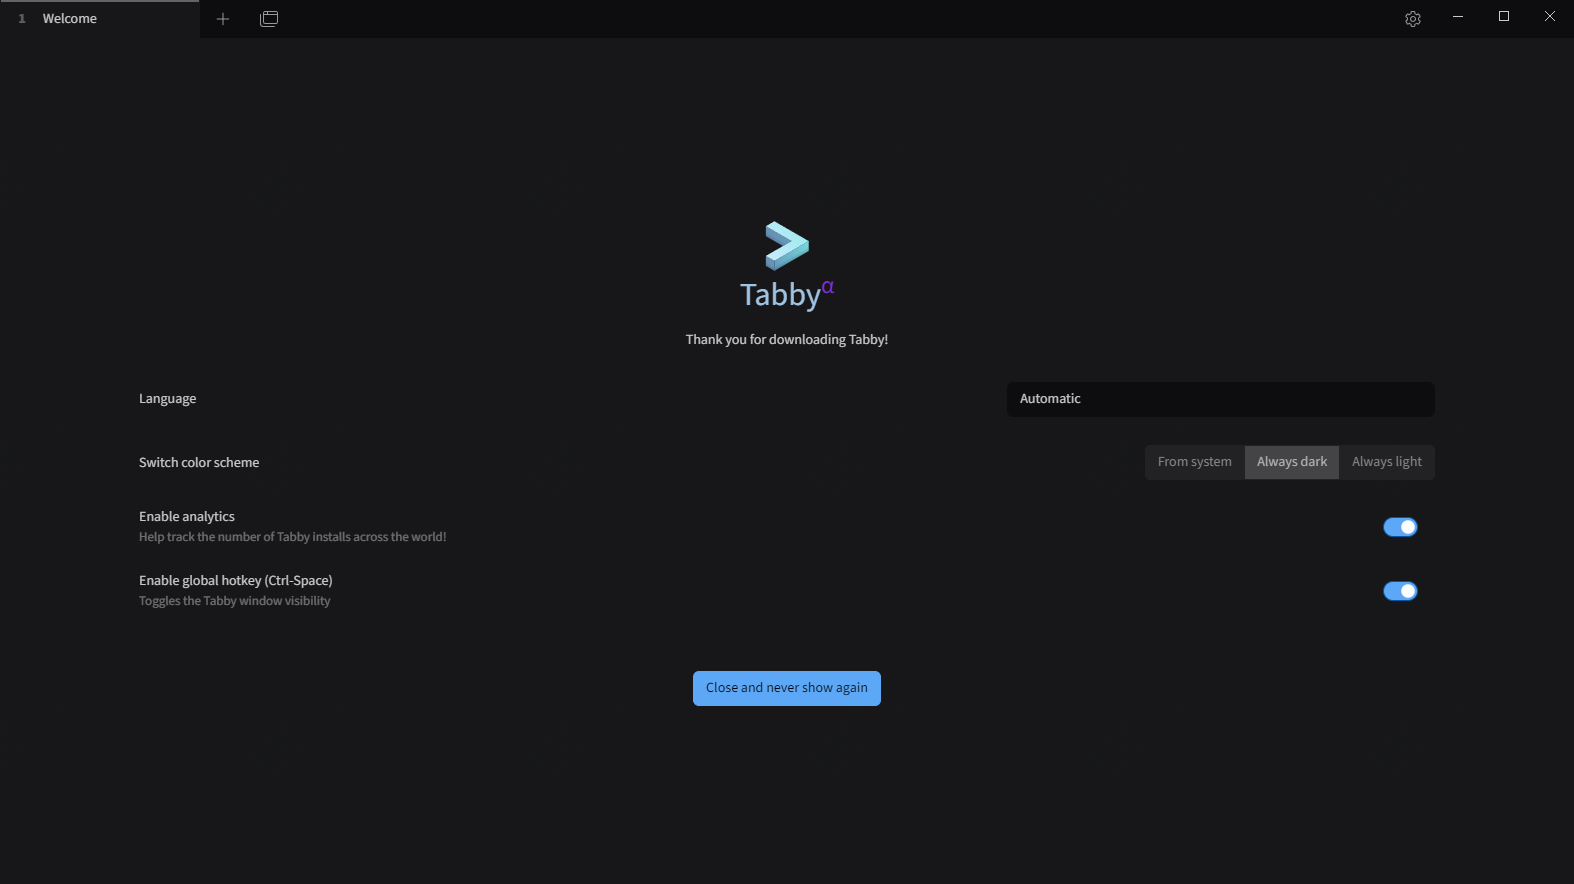 1 Welcome
Tabbyα
Thank you for downloading Tabby!
Language Automatic
Switch color scheme From system Always dark Always light
Enable analytics
Help track the number of Tabby installs across the world!
Enable global hotkey (Ctrl-Space)
Toggles the Tabby window visibility
Close and never show again